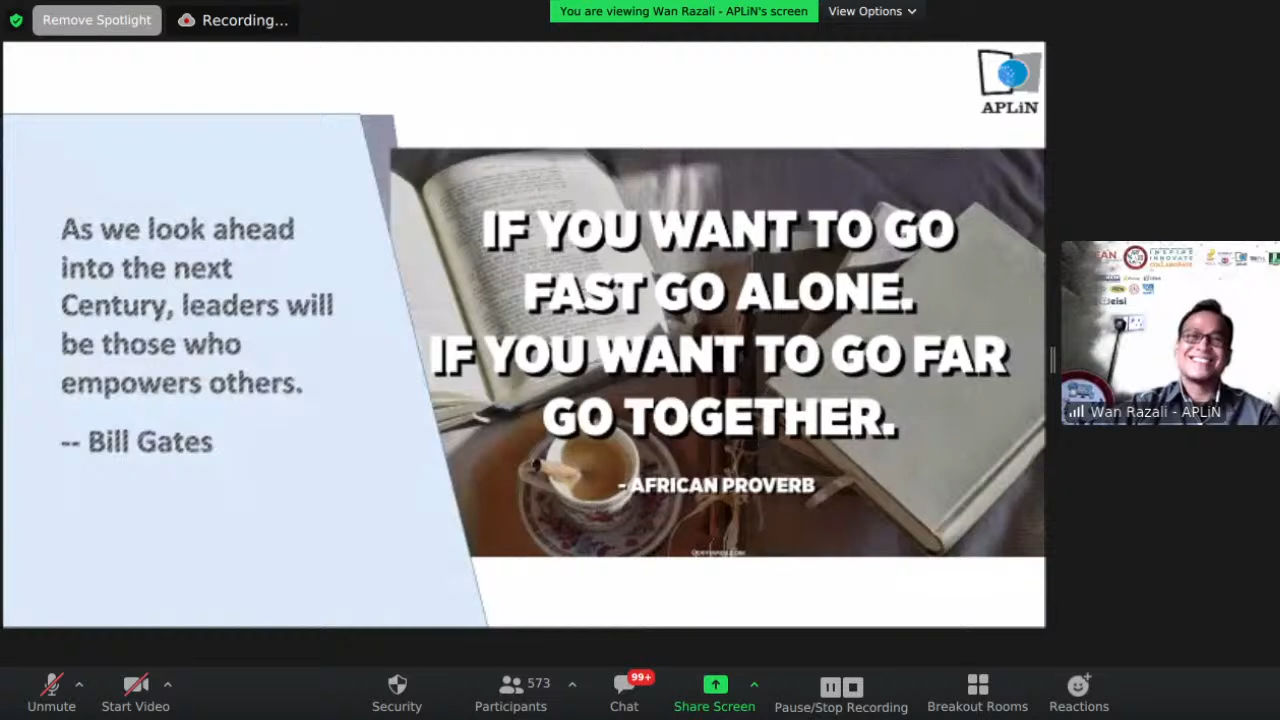 Remove Spotlight
Recording...
You are viewing Wan Razali - APLiN's screen
View Options
APLiN
As we look ahead
into the next
Century, leaders will
be those who
empowers others.
-- Bill Gates
IF YOU WANT TO GO
FAST GO ALONE.
IF YOU WANT TO GO FAR
GO TOGETHER.
- AFRICAN PROVERB
INSPIRE
INNOVATE
COLLABORATE
Wan Razali - APLiN
Unmute
Start Video
Security
573
Participants
99+
Chat
Share Screen
Pause/Stop Recording
Breakout Rooms
Reactions